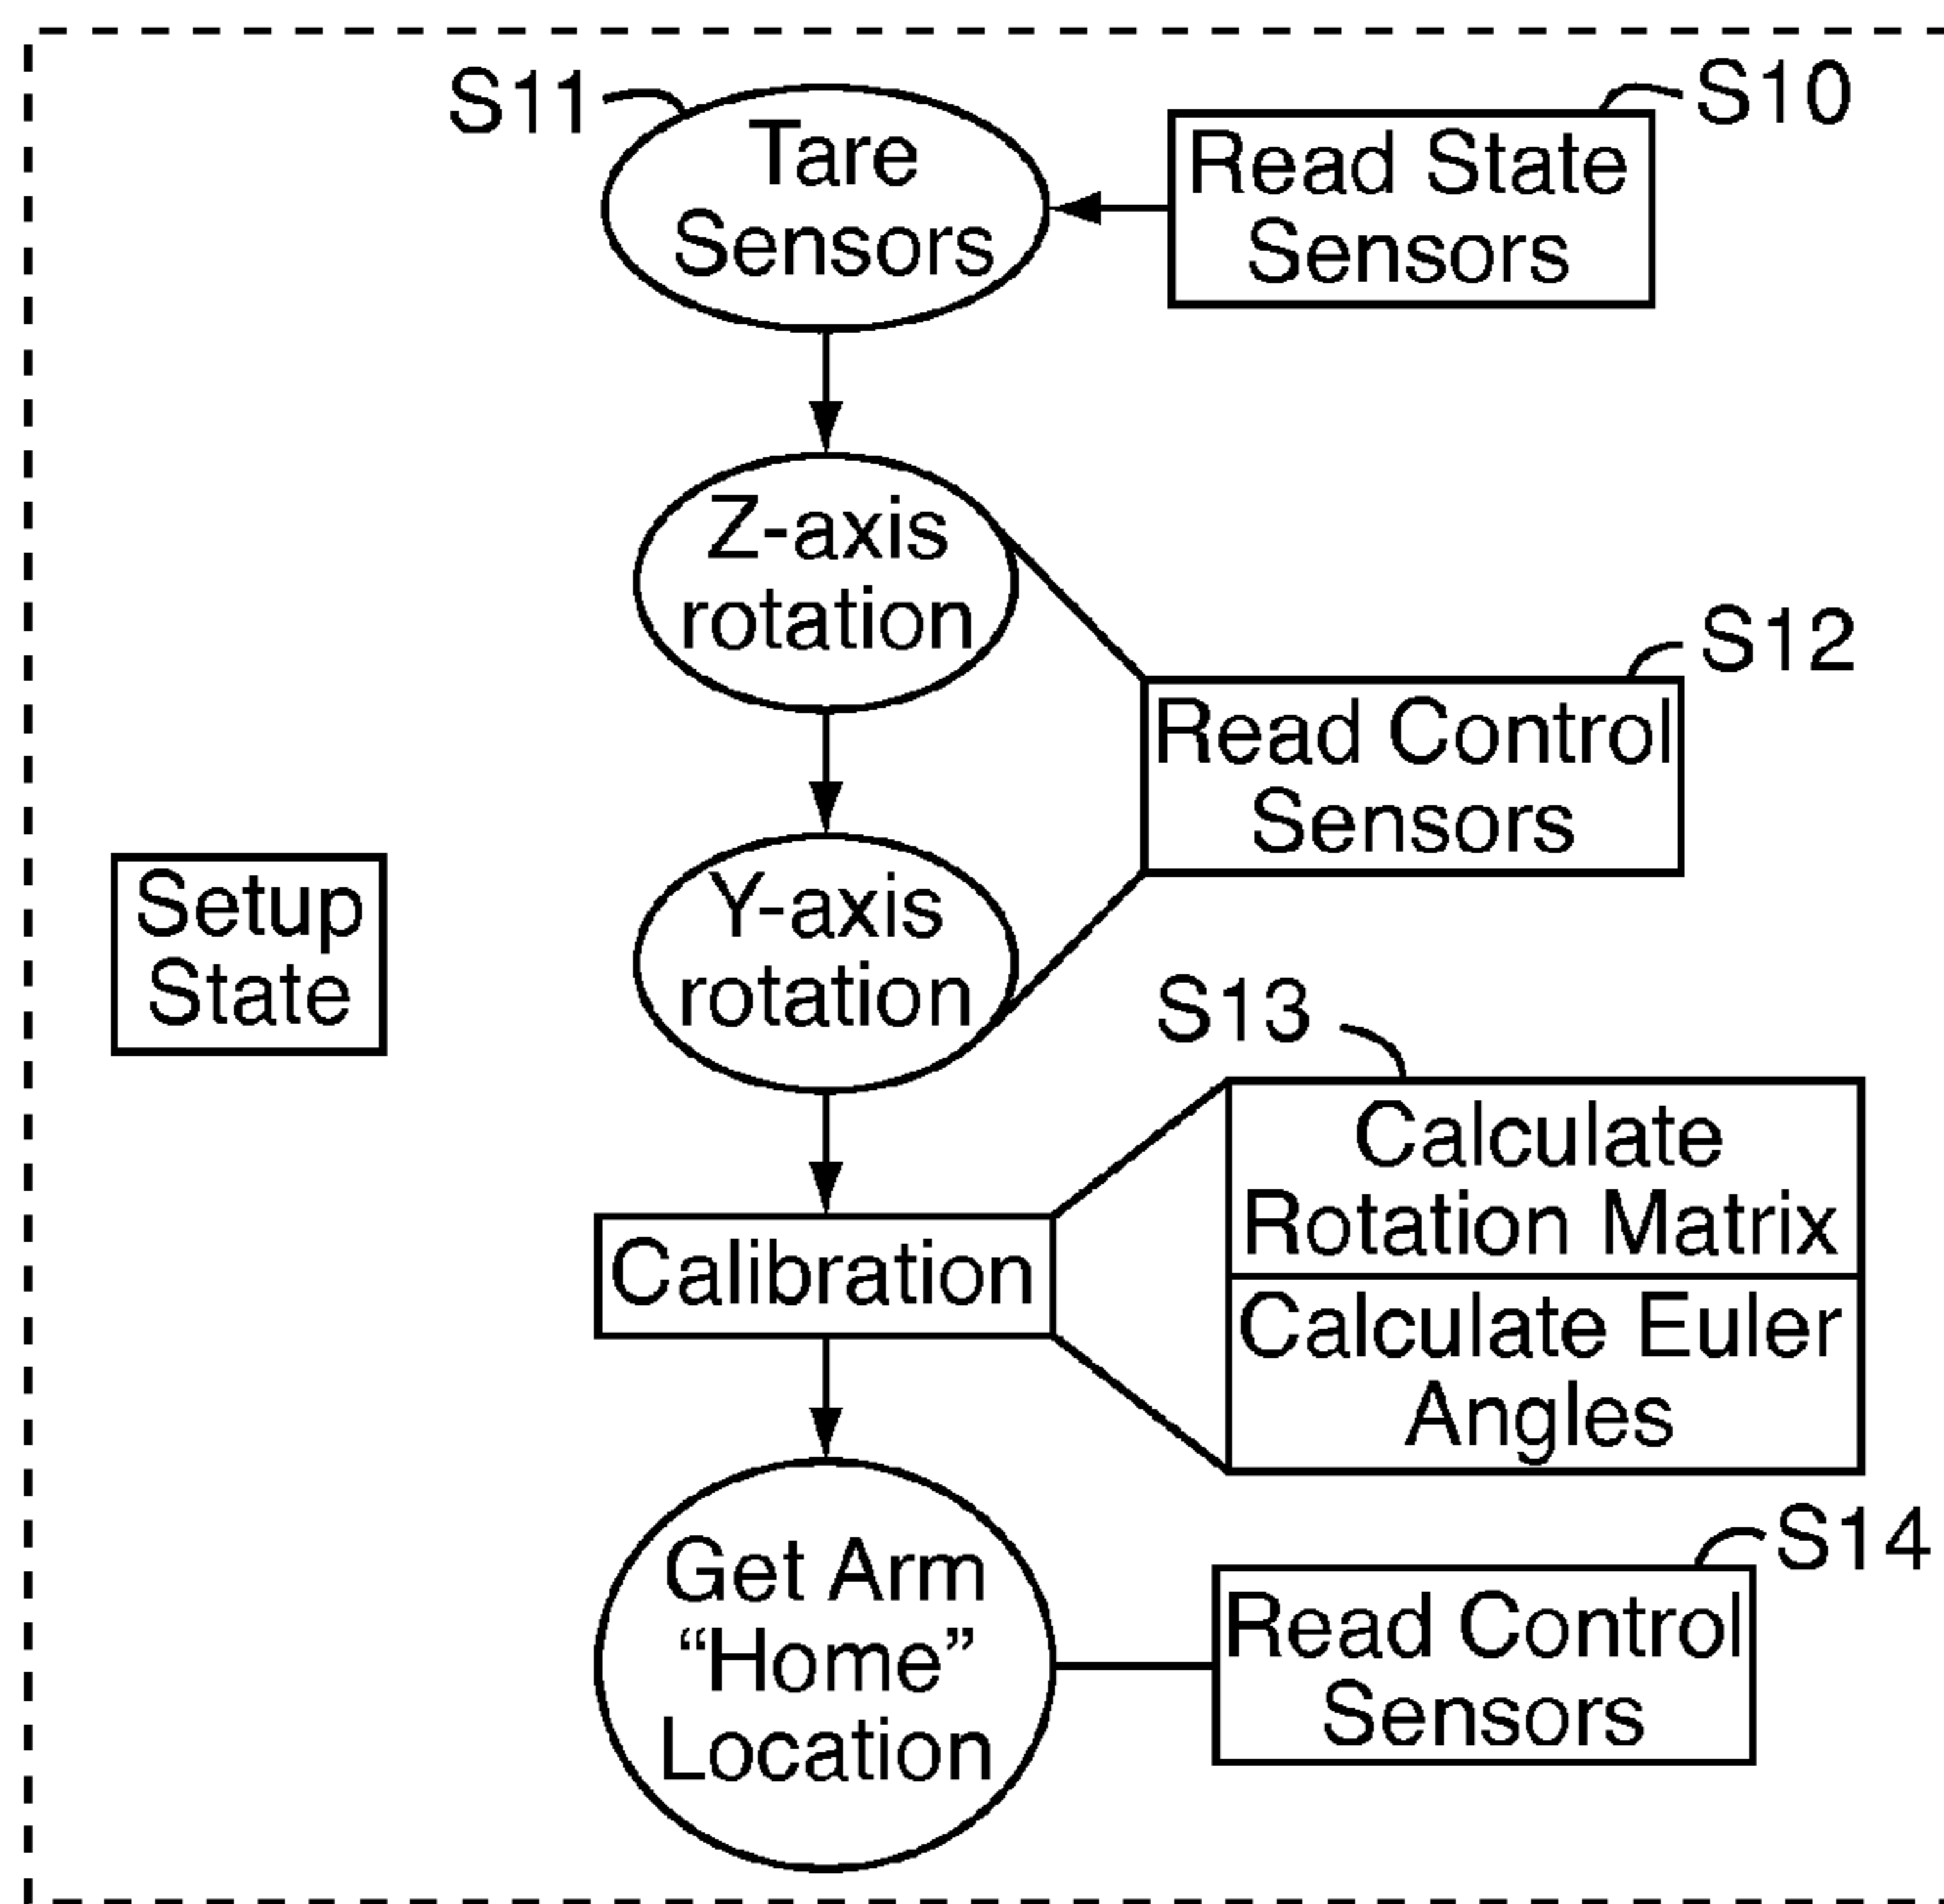 S11
Tare
Sensors
S10
Read State
Sensors
Z-axis
rotation
S12
Read Control
Sensors
Setup
State
Y-axis
rotation
S13
Calculate
Rotation Matrix
Calculate Euler
Angles
Calibration
Get Arm
“Home”
Location
S14
Read Control
Sensors